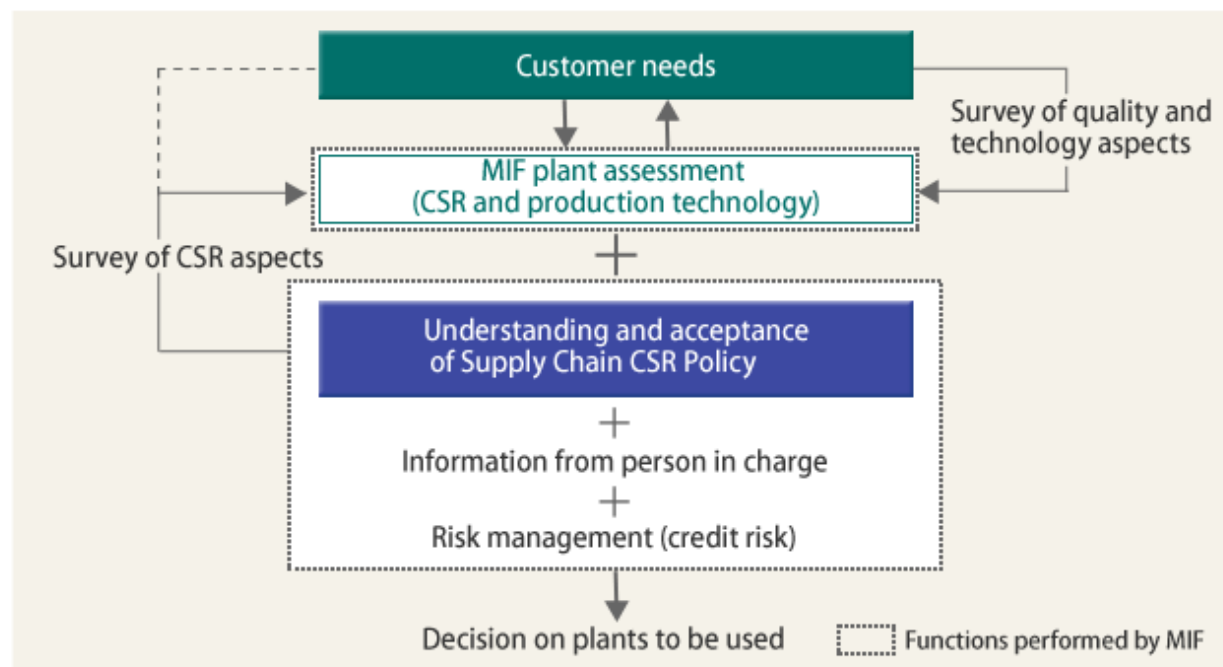 Customer needs
Survey of quality and
technology aspects
MIF plant assessment
(CSR and production technology)
Survey of CSR aspects
Understanding and acceptance
of Supply Chain CSR Policy
Information from person in charge
Risk management (credit risk)
Decision on plants to be used
Functions performed by MIF